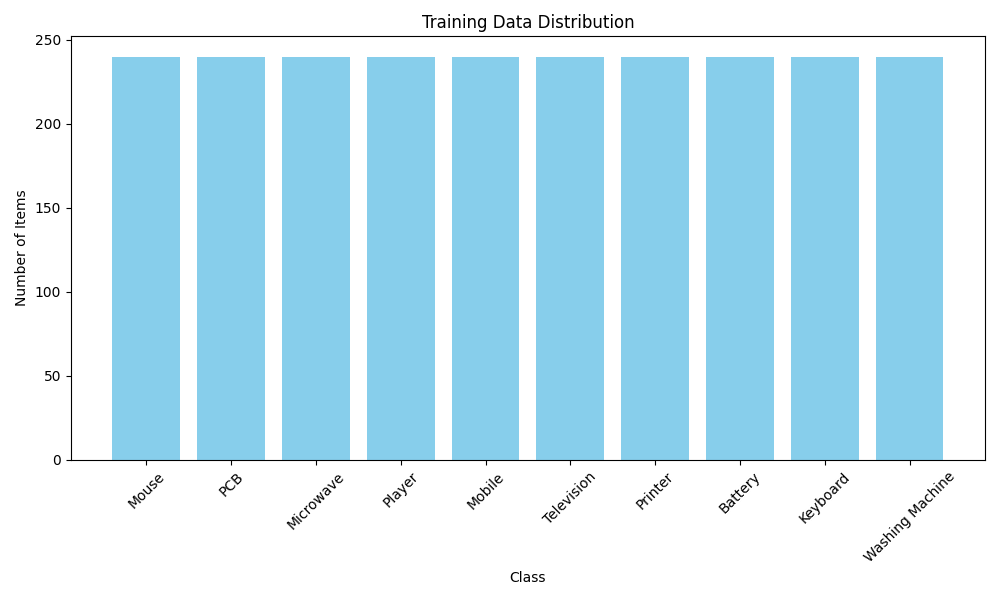 Training Data Distribution
Number of Items
250
200
150
100
50
0
Mouse
PCB
Microwave
Player
Mobile
Television
Printer
Battery
Keyboard
Washing Machine
Class